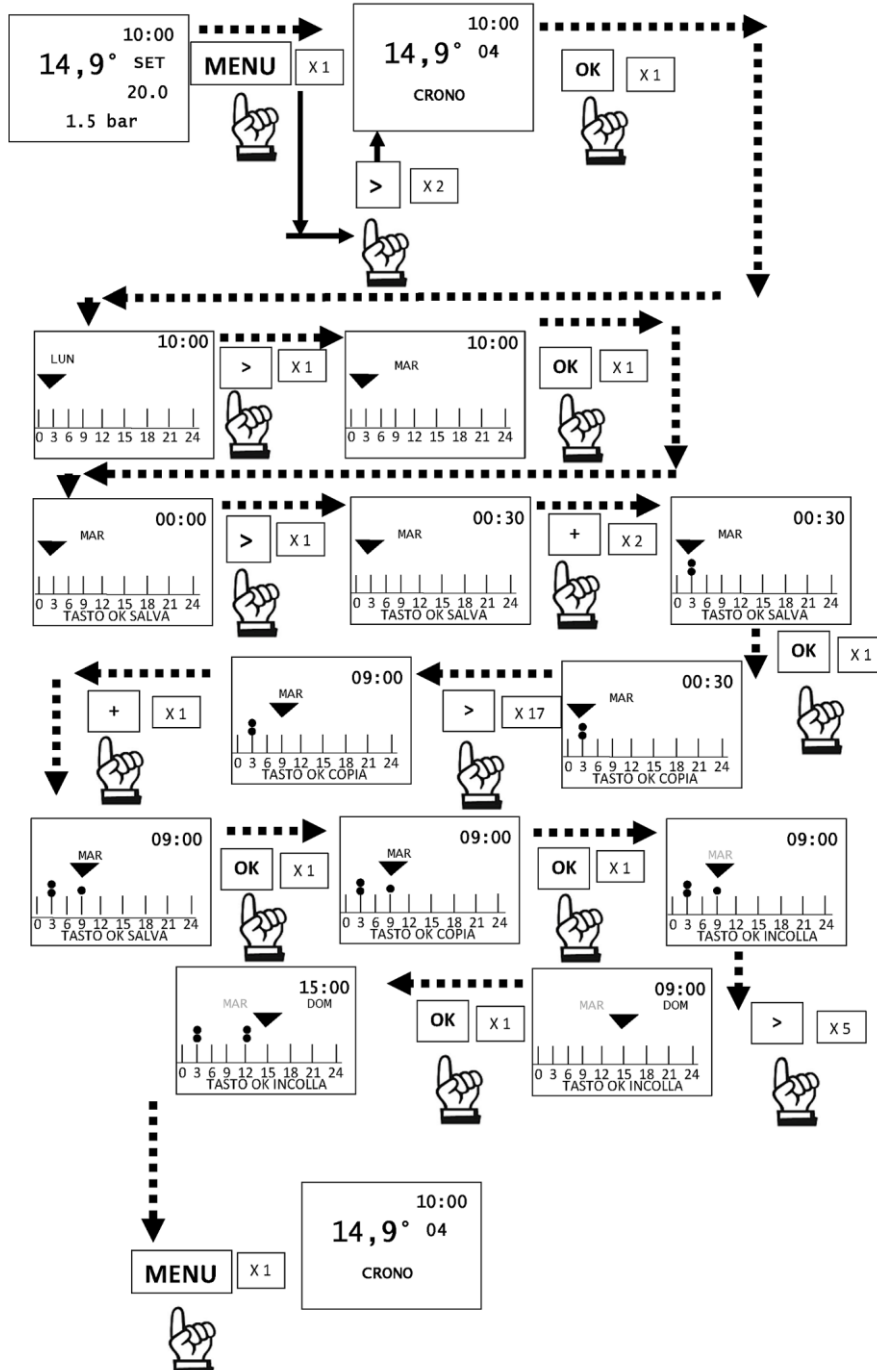 10:00
14,9° SET
20.0
1.5 bar
MENU X 1
10:00
14,9° 04
CRONO
OK X 1
> X 2
10:00
LUN
0 3 6 9 12 15 18 21 24
> X 1
10:00
MAR
0 3 6 9 12 15 18 21 24
OK X 1
00:00
MAR
0 3 6 9 12 15 18 21 24
TASTO OK SALVA
> X 1
00:30
MAR
0 3 6 9 12 15 18 21 24
TASTO OK SALVA
+ X 2
00:30
MAR
0 3 6 9 12 15 18 21 24
TASTO OK SALVA
OK X 1
00:30
MAR
0 3 6 9 12 15 18 21 24
TASTO OK COPIA
> X 17
09:00
MAR
0 3 6 9 12 15 18 21 24
TASTO OK COPIA
+ X 1
09:00
MAR
0 3 6 9 12 15 18 21 24
TASTO OK SALVA
OK X 1
09:00
MAR
0 3 6 9 12 15 18 21 24
TASTO OK COPIA
OK X 1
09:00
MAR
0 3 6 9 12 15 18 21 24
TASTO OK INCOLLA
> X 5
09:00
MAR DOM
0 3 6 9 12 15 18 21 24
TASTO OK INCOLLA
OK X 1
15:00
MAR DOM
0 3 6 9 12 15 18 21 24
TASTO OK INCOLLA
MENU X 1
10:00
14,9° 04
CRONO